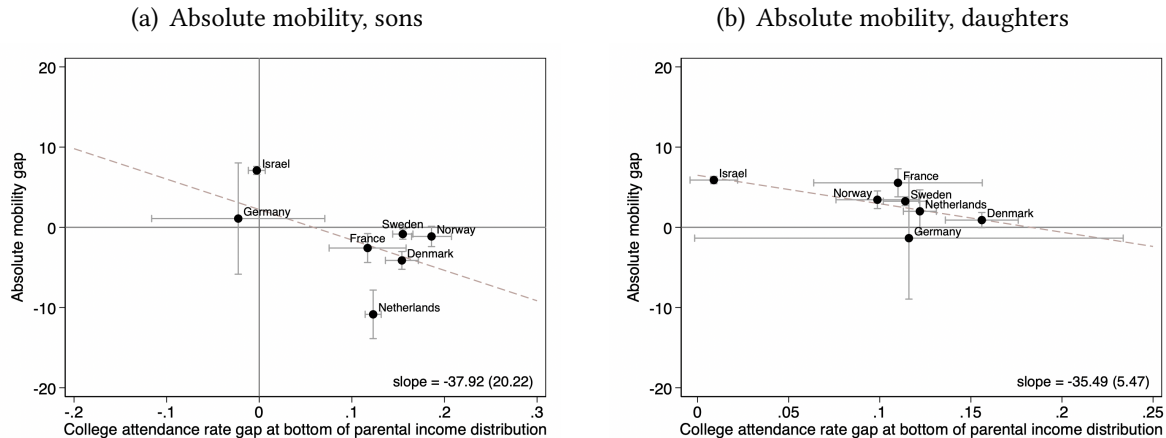 (a) Absolute mobility, sons
Absolute mobility gap
20
10
0
-10
-20
Israel
Germany
Sweden
Norway
France
Denmark
Netherlands
slope = -37.92 (20.22)
-.2
-.1
0
.1
.2
.3
College attendance rate gap at bottom of parental income distribution
(b) Absolute mobility, daughters
Absolute mobility gap
20
10
0
-10
-20
Israel
France
Norway
Sweden
Netherlands
Denmark
Germany
slope = -35.49 (5.47)
0
.05
.1
.15
.2
.25
College attendance rate gap at bottom of parental income distribution